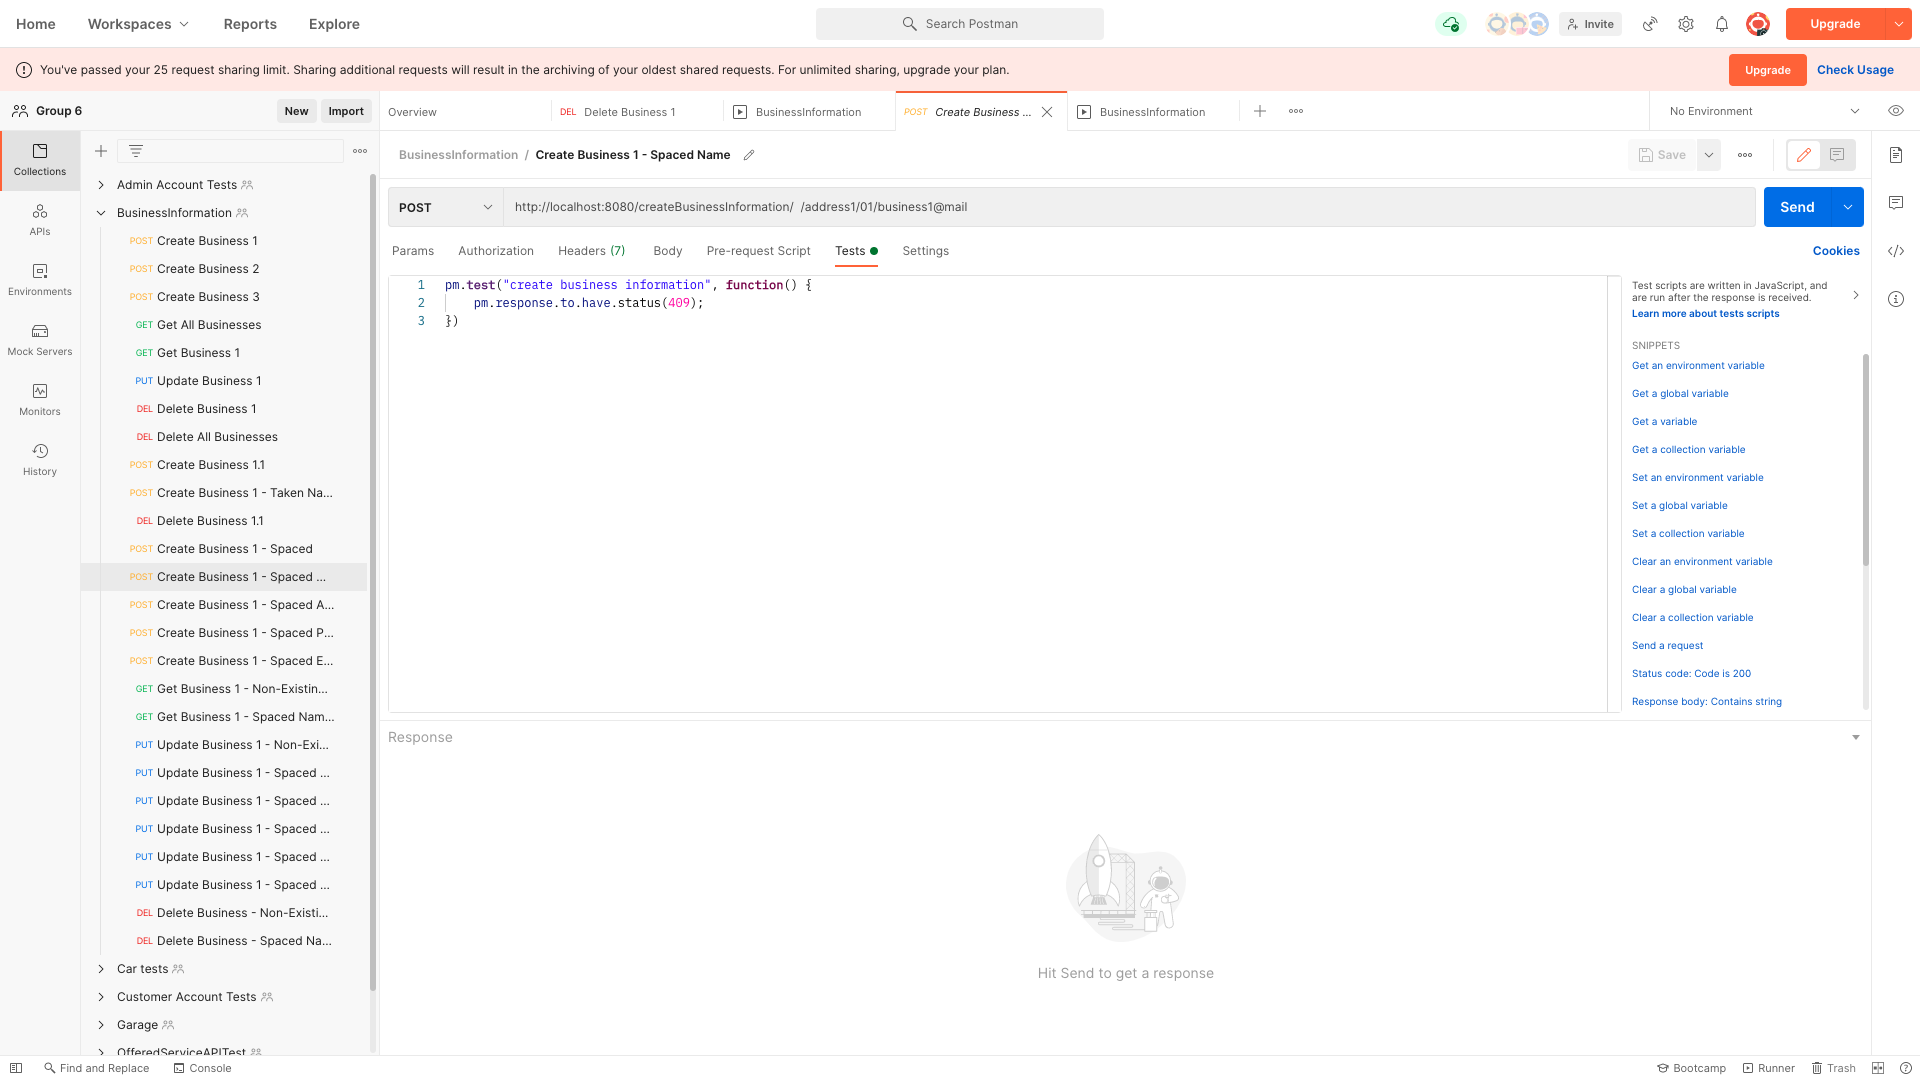 Home Workspaces Reports Explore Search Postman Invite Upgrade
You've passed your 25 request sharing limit. Sharing additional requests will result in the archiving of your oldest shared requests. For unlimited sharing, upgrade your plan. Upgrade Check Usage
Group 6 New Import
Overview DEL Delete Business 1 BusinessInformation POST Create Business ... BusinessInformation No Environment
Collections
APIs
Environments
Mock Servers
Monitors
History
Admin Account Tests
BusinessInformation
POST Create Business 1
POST Create Business 2
POST Create Business 3
GET Get All Businesses
GET Get Business 1
PUT Update Business 1
DEL Delete Business 1
DEL Delete All Businesses
POST Create Business 1.1
POST Create Business 1 - Taken Na...
DEL Delete Business 1.1
POST Create Business 1 - Spaced
POST Create Business 1 - Spaced ...
POST Create Business 1 - Spaced A...
POST Create Business 1 - Spaced P...
POST Create Business 1 - Spaced E...
GET Get Business 1 - Non-Existin...
GET Get Business 1 - Spaced Nam...
PUT Update Business 1 - Non-Exi...
PUT Update Business 1 - Spaced ...
PUT Update Business 1 - Spaced ...
PUT Update Business 1 - Spaced ...
PUT Update Business 1 - Spaced ...
PUT Update Business 1 - Spaced ...
DEL Delete Business - Non-Existi...
DEL Delete Business - Spaced Na...
Car tests
Customer Account Tests
Garage
OfferedServiceAPITest
BusinessInformation / Create Business 1 - Spaced Name Save
POST http://localhost:8080/createBusinessInformation/ /address1/01/business1@mail Send
Params Authorization Headers (7) Body Pre-request Script Tests Settings Cookies
1 pm.test("create business information", function() {
2 pm.response.to.have.status(409);
3 })
Test scripts are written in JavaScript, and
are run after the response is received.
Learn more about tests scripts
SNIPPETS
Get an environment variable
Get a global variable
Get a variable
Get a collection variable
Set an environment variable
Set a global variable
Set a collection variable
Clear an environment variable
Clear a global variable
Clear a collection variable
Send a request
Status code: Code is 200
Response body: Contains string
Response
Hit Send to get a response
Find and Replace Console Bootcamp Runner Trash